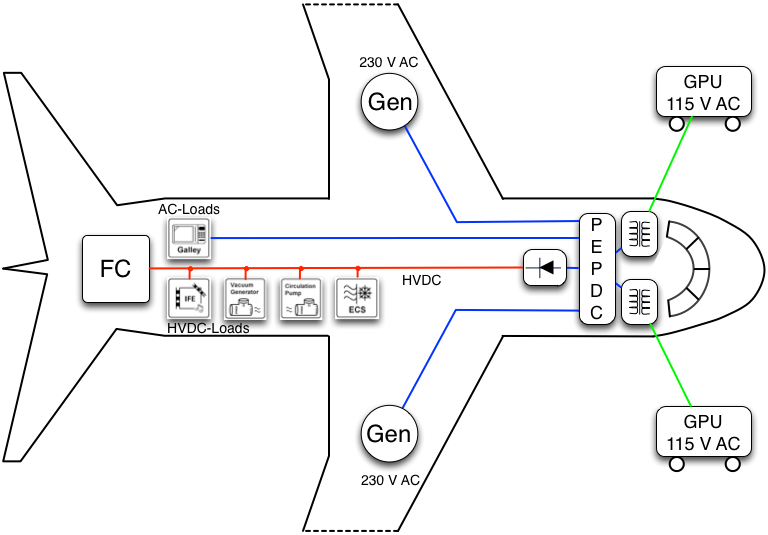 230 V AC
Gen
GPU
115 V AC
AC-Loads
Galley
FC
HVDC
P
E
P
D
C
IFE
Vacuum
Generator
Circulation
Pump
ECS
HVDC-Loads
Gen
230 V AC
GPU
115 V AC